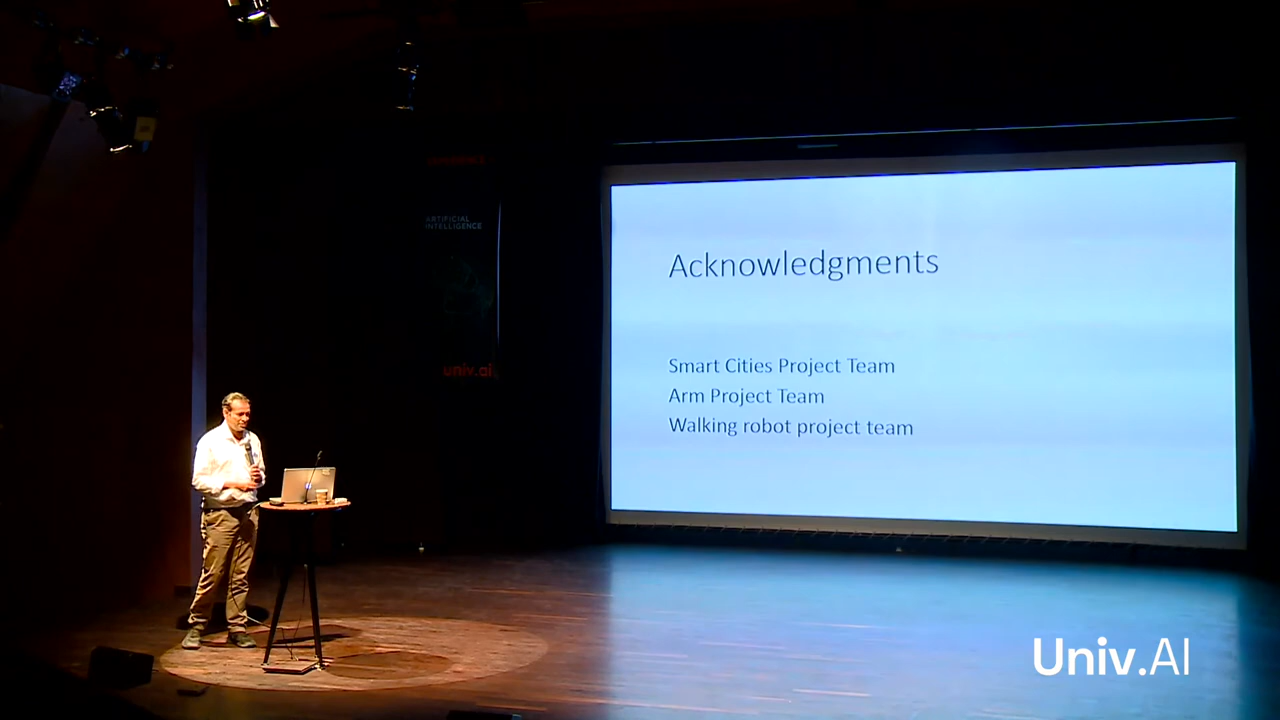 ARTIFICIAL
INTELLIGENCE
univ.ai
Acknowledgments
Smart Cities Project Team
Arm Project Team
Walking robot project team
Univ.AI